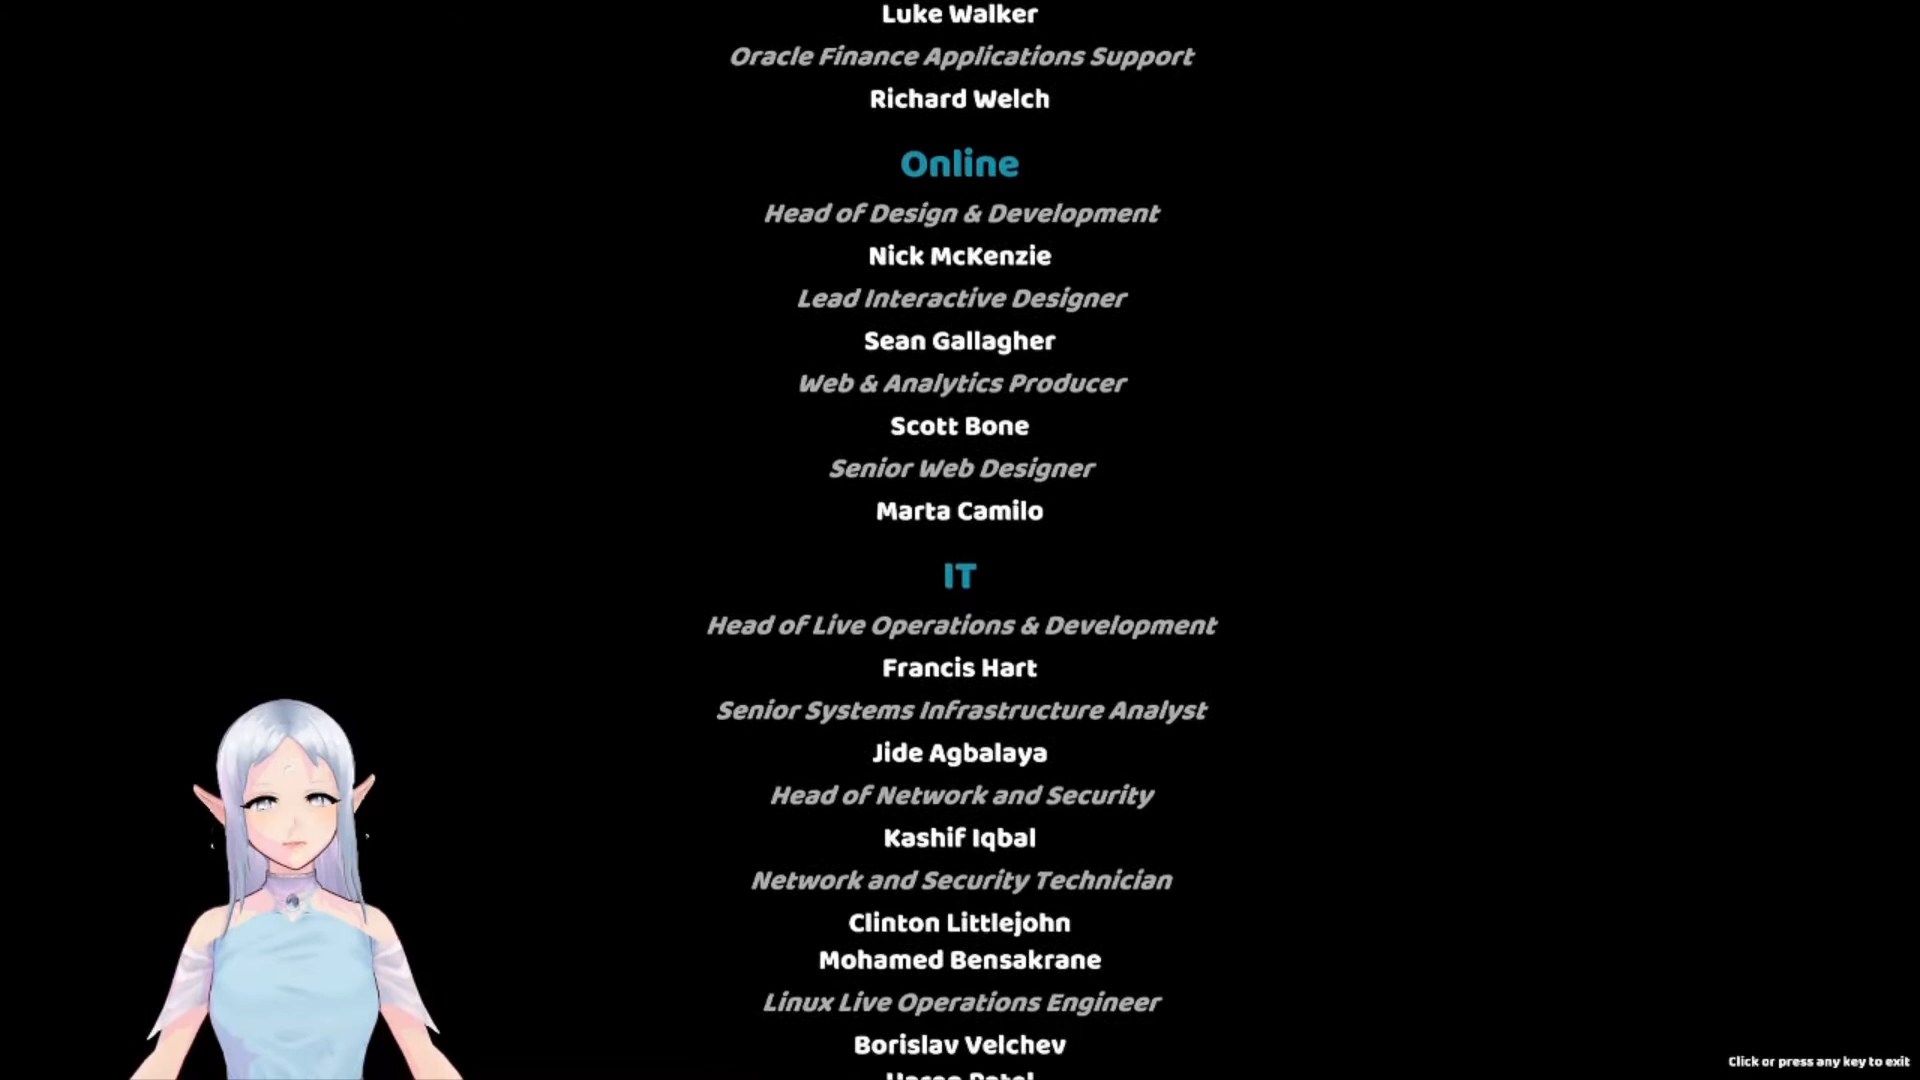 Luke Walker
Oracle Finance Applications Support
Richard Welch
Online
Head of Design & Development
Nick McKenzie
Lead Interactive Designer
Sean Gallagher
Web & Analytics Producer
Scott Bone
Senior Web Designer
Marta Camilo
IT
Head of Live Operations & Development
Francis Hart
Senior Systems Infrastructure Analyst
Jide Agbalaya
Head of Network and Security
Kashif Iqbal
Network and Security Technician
Clinton Littlejohn
Mohamed Bensakrane
Linux Live Operations Engineer
Borislav Velchev
Click or press any key to exit